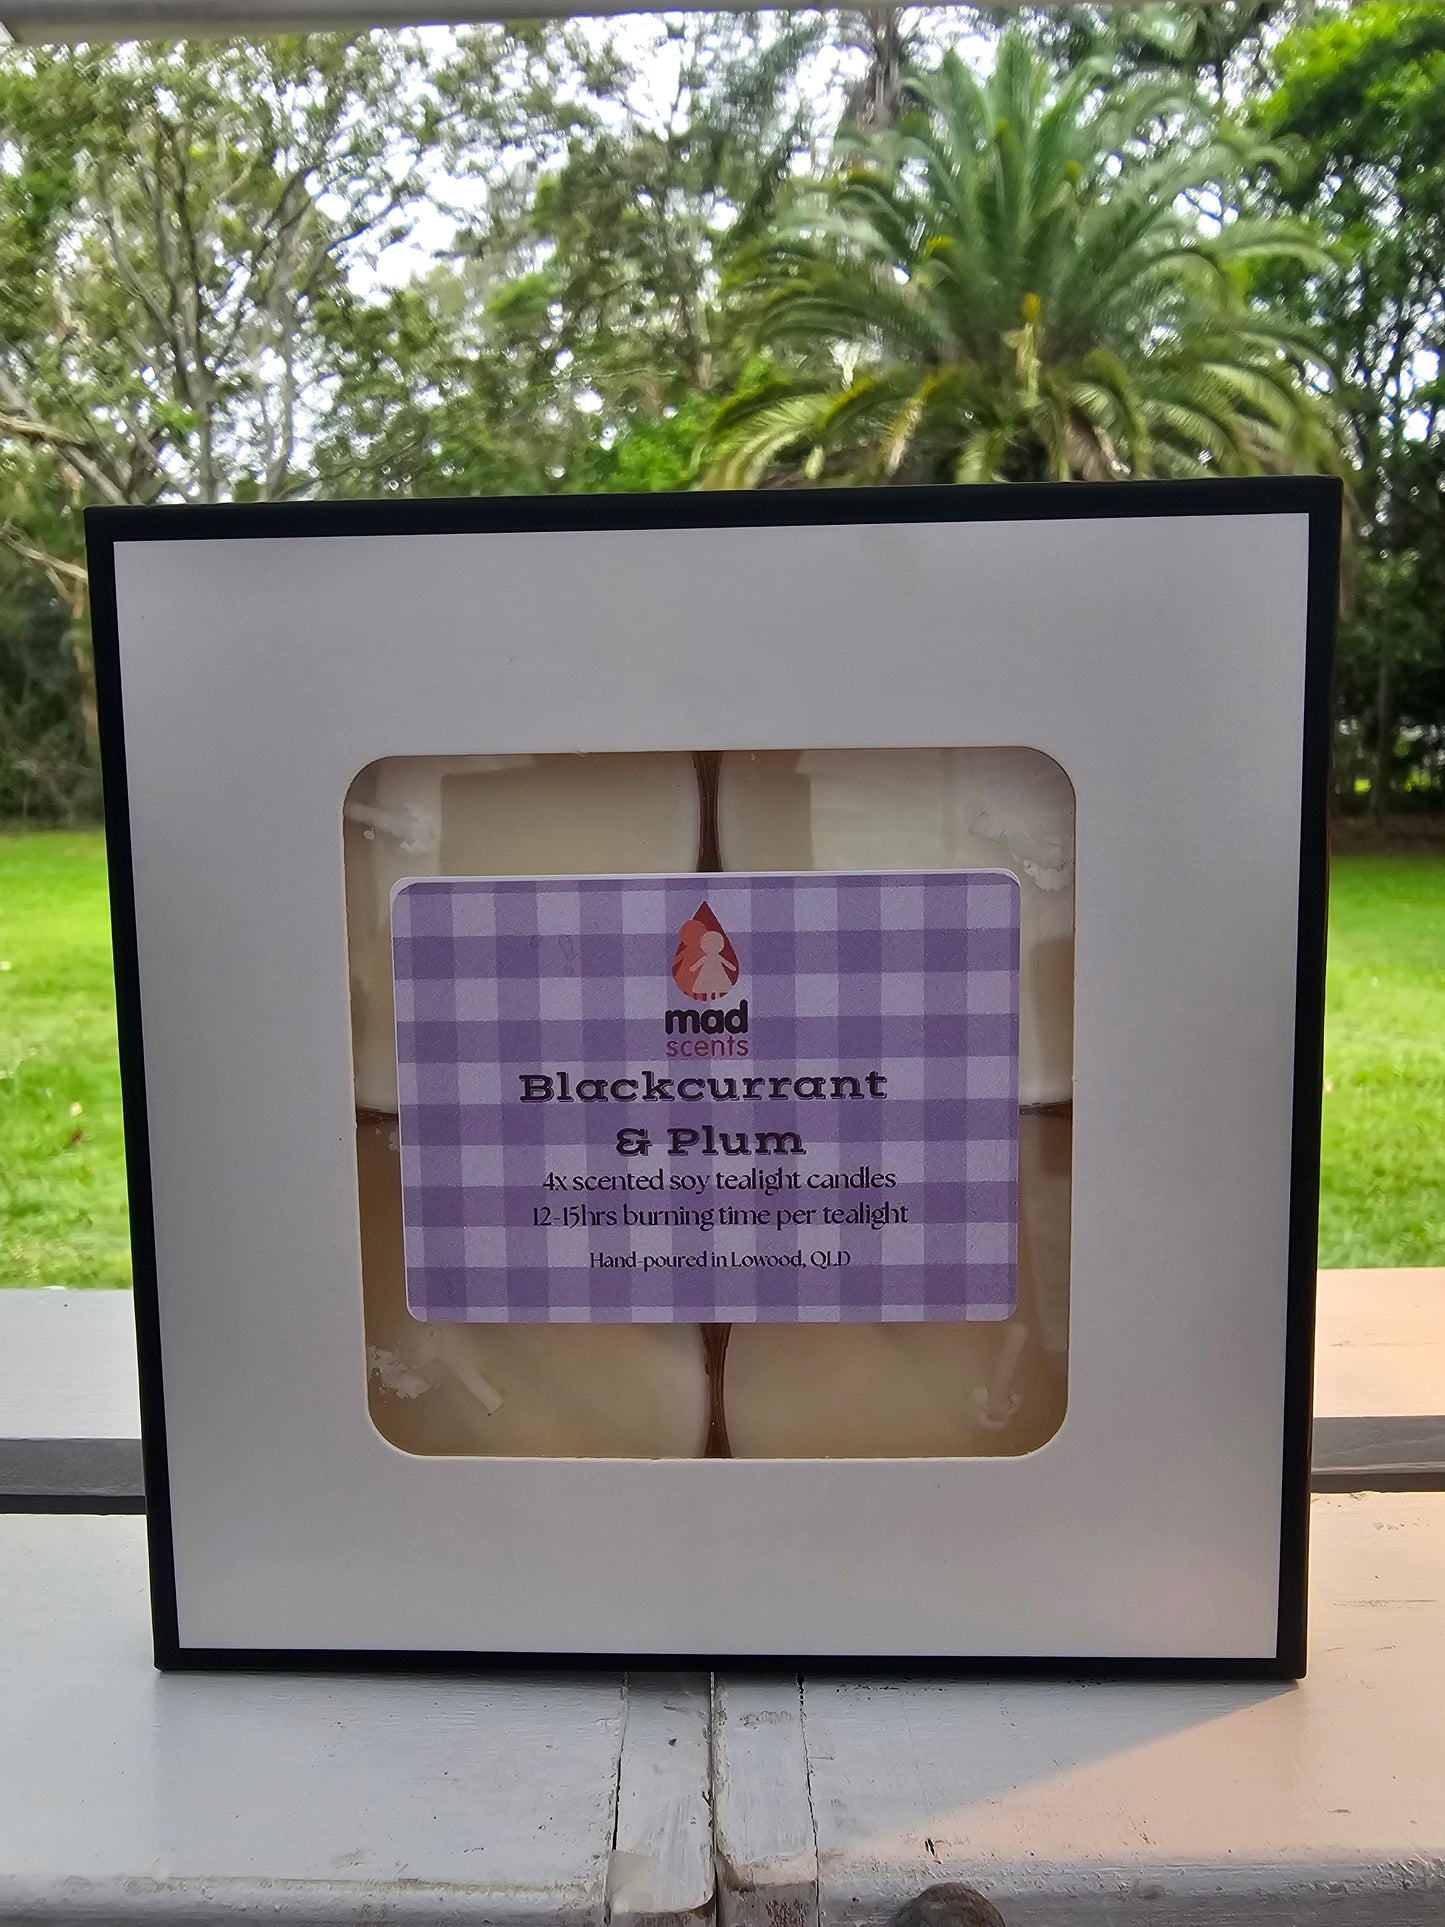 mad
scents
Blackcurrant
& Plum
4x scented soy tealight candles
12-15hrs burning time per tealight
Hand-poured in Lowood, QLD